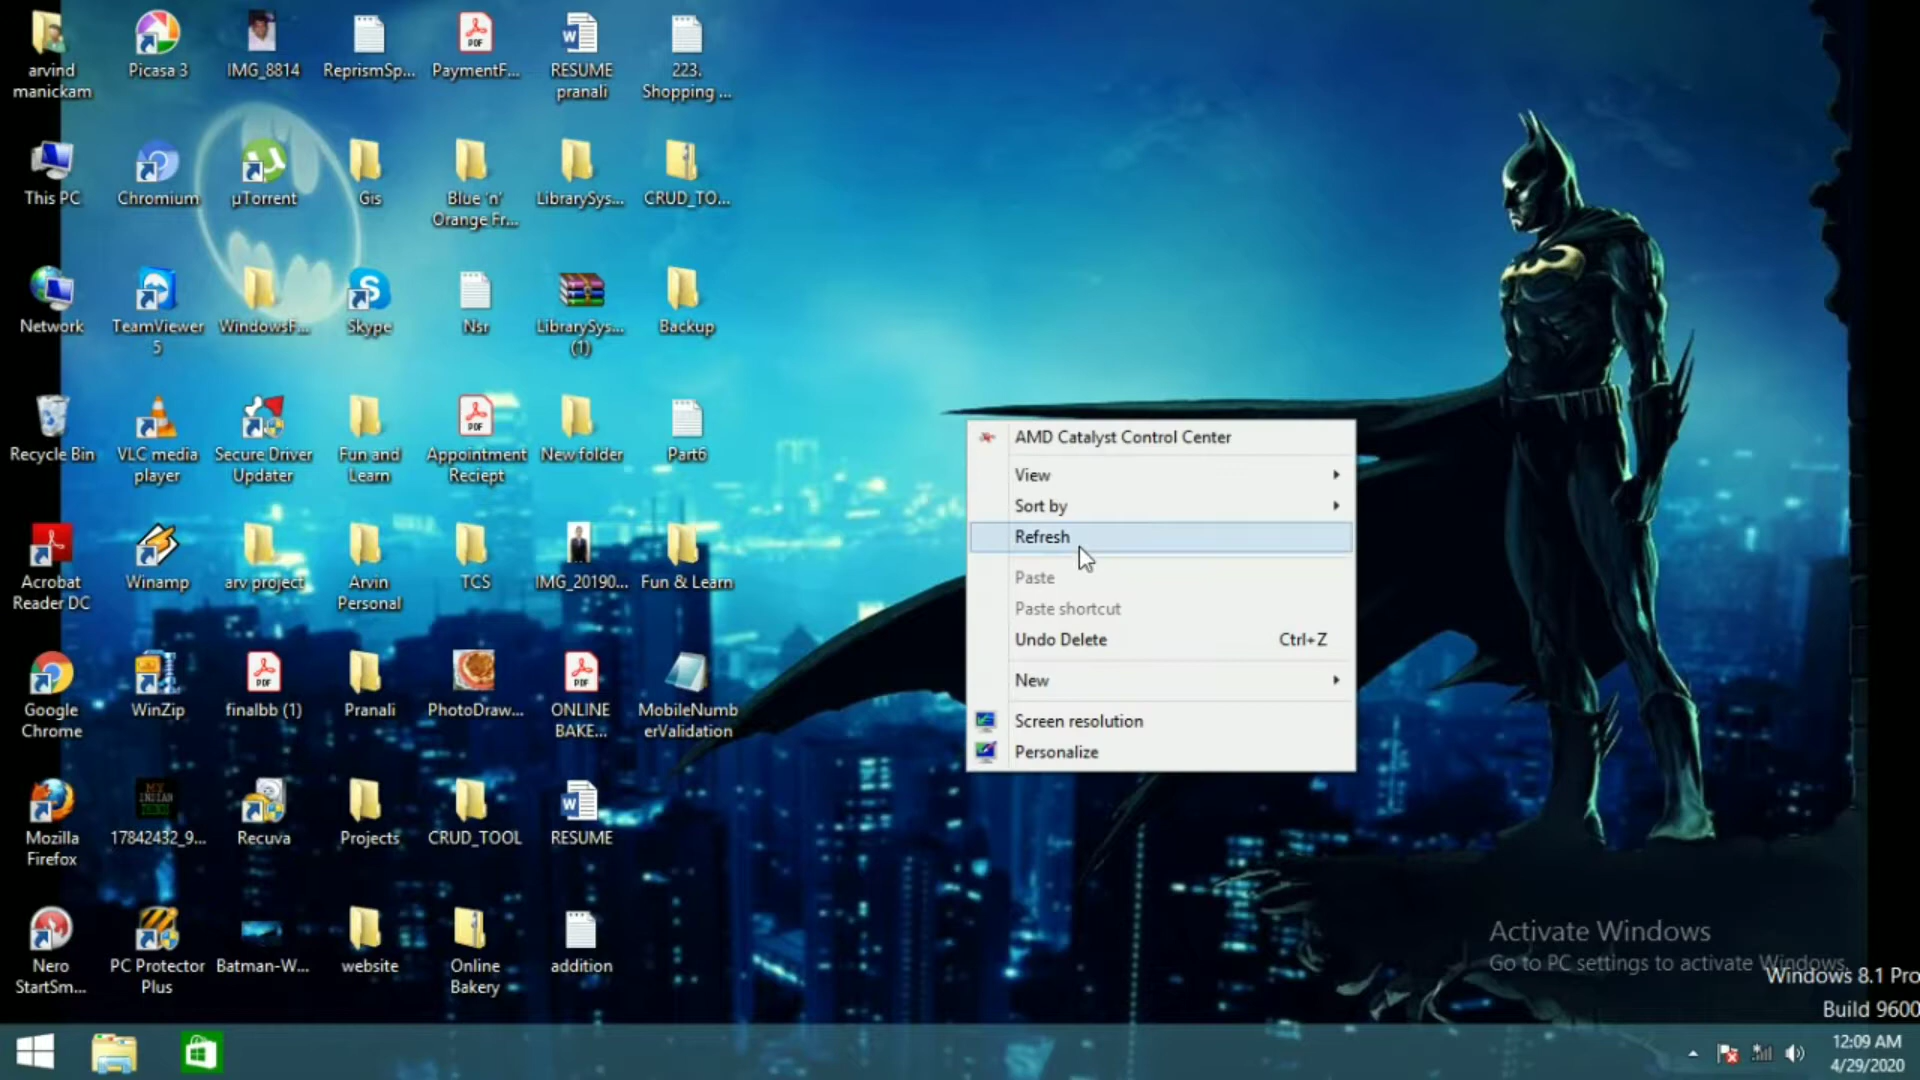 arvind
manickam
Picasa 3
IMG_8814
ReprismSp...
PaymentF...
RESUME
pranali
223.
Shopping ...
This PC
Chromium
µTorrent
Gis
Blue 'n'
Orange Fr...
LibrarySys...
CRUD_TO...
Network
TeamViewer
5
WindowsF...
Skype
Nsr
LibrarySys...
(1)
Backup
Recycle Bin
VLC media
player
Secure Driver
Updater
Fun and
Learn
Appointment
Reciept
New folder
Part6
Acrobat
Reader DC
Winamp
arv project
Arvin
Personal
TCS
IMG_20190...
Fun & Learn
Google
Chrome
WinZip
finalbb (1)
Pranali
PhotoDraw...
ONLINE
BAKE...
MobileNumb
erValidation
Mozilla
Firefox
17842432_9...
Recuva
Projects
CRUD_TOOL
RESUME
Nero
StartSm...
PC Protector
Plus
Batman-W...
website
Online
Bakery
addition
AMD Catalyst Control Center
View
Sort by
Refresh
Paste
Paste shortcut
Undo Delete Ctrl+Z
New
Screen resolution
Personalize
Activate Windows
Go to PC settings to activate Windows.
Windows 8.1 Pro
Build 9600
12:09 AM
4/29/2020